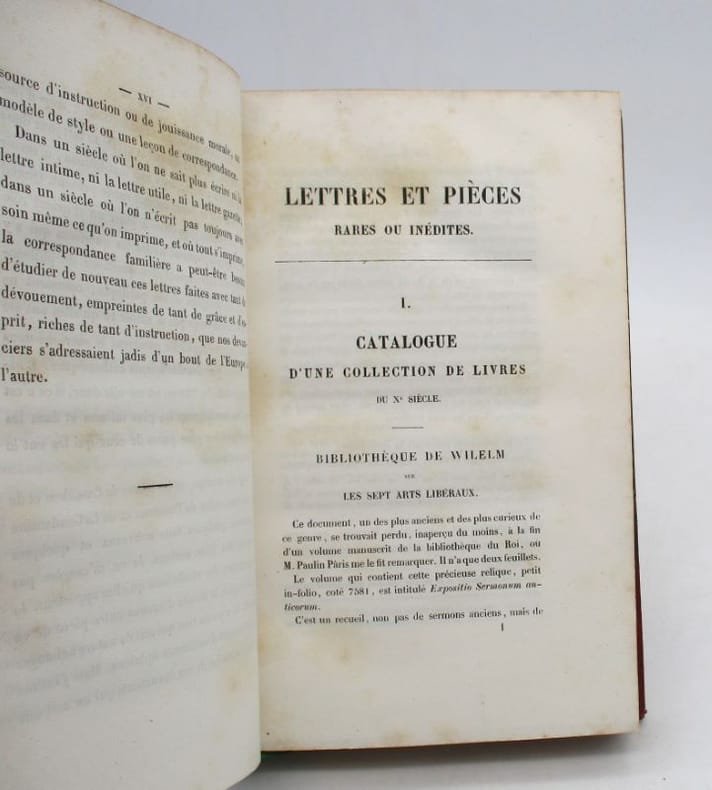 — XVI —
source d'instruction ou de jouissance morale, un
modèle de style ou une leçon de correspondance.
Dans un siècle où l'on ne sait plus écrire ni la
lettre intime, ni la lettre utile, ni la lettre
dans un siècle où l'on n'écrit pas toujours avec
soin même ce qu'on imprime, et où tout s'imprime,
la correspondance familière a peut-être besoin
d'étudier de nouveau ces lettres faites avec tant de
dévouement, empreintes de tant de grâce et d'es-
prit, riches de tant d'instruction, que nos devan-
ciers s'adressaient jadis d'un bout de l'Europe
l'autre.
LETTRES ET PIÈCES
RARES OU INÉDITES.
I.
CATALOGUE
D'UNE COLLECTION DE LIVRES
DU Xe SIÈCLE.
BIBLIOTHÈQUE DE WILELM
SUR
LES SEPT ARTS LIBÉRAUX.
Ce document, un des plus anciens et des plus curieux de
ce genre, se trouvait perdu, inaperçu du moins, à la fin
d'un volume manuscrit de la bibliothèque du Roi, où
M. Paulin Pâris me le fit remarquer. Il n'a que deux feuillets.
Le volume qui contient cette précieuse relique, petit
in-folio, coté 7581, est intitulé Expositio Sermonum an-
ticorum.
C'est un recueil, non pas de sermons anciens, mais de
1